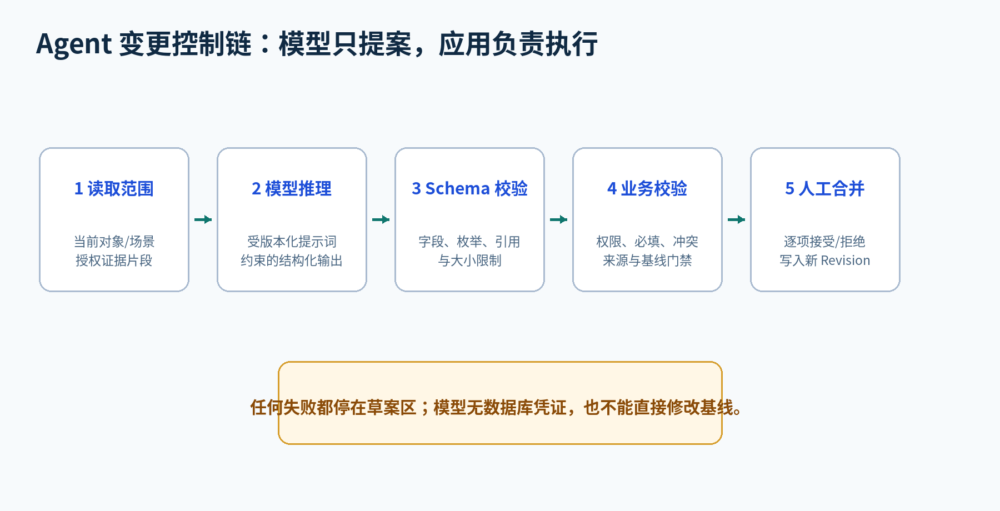 Agent 变更控制链：模型只提案，应用负责执行
1 读取范围
当前对象/场景
授权证据片段
2 模型推理
受版本化提示词
约束的结构化输出
3 Schema 校验
字段、枚举、引用
与大小限制
4 业务校验
权限、必填、冲突
来源与基线门禁
5 人工合并
逐项接受/拒绝
写入新 Revision
任何失败都停在草案区；模型无数据库凭证，也不能直接修改基线。